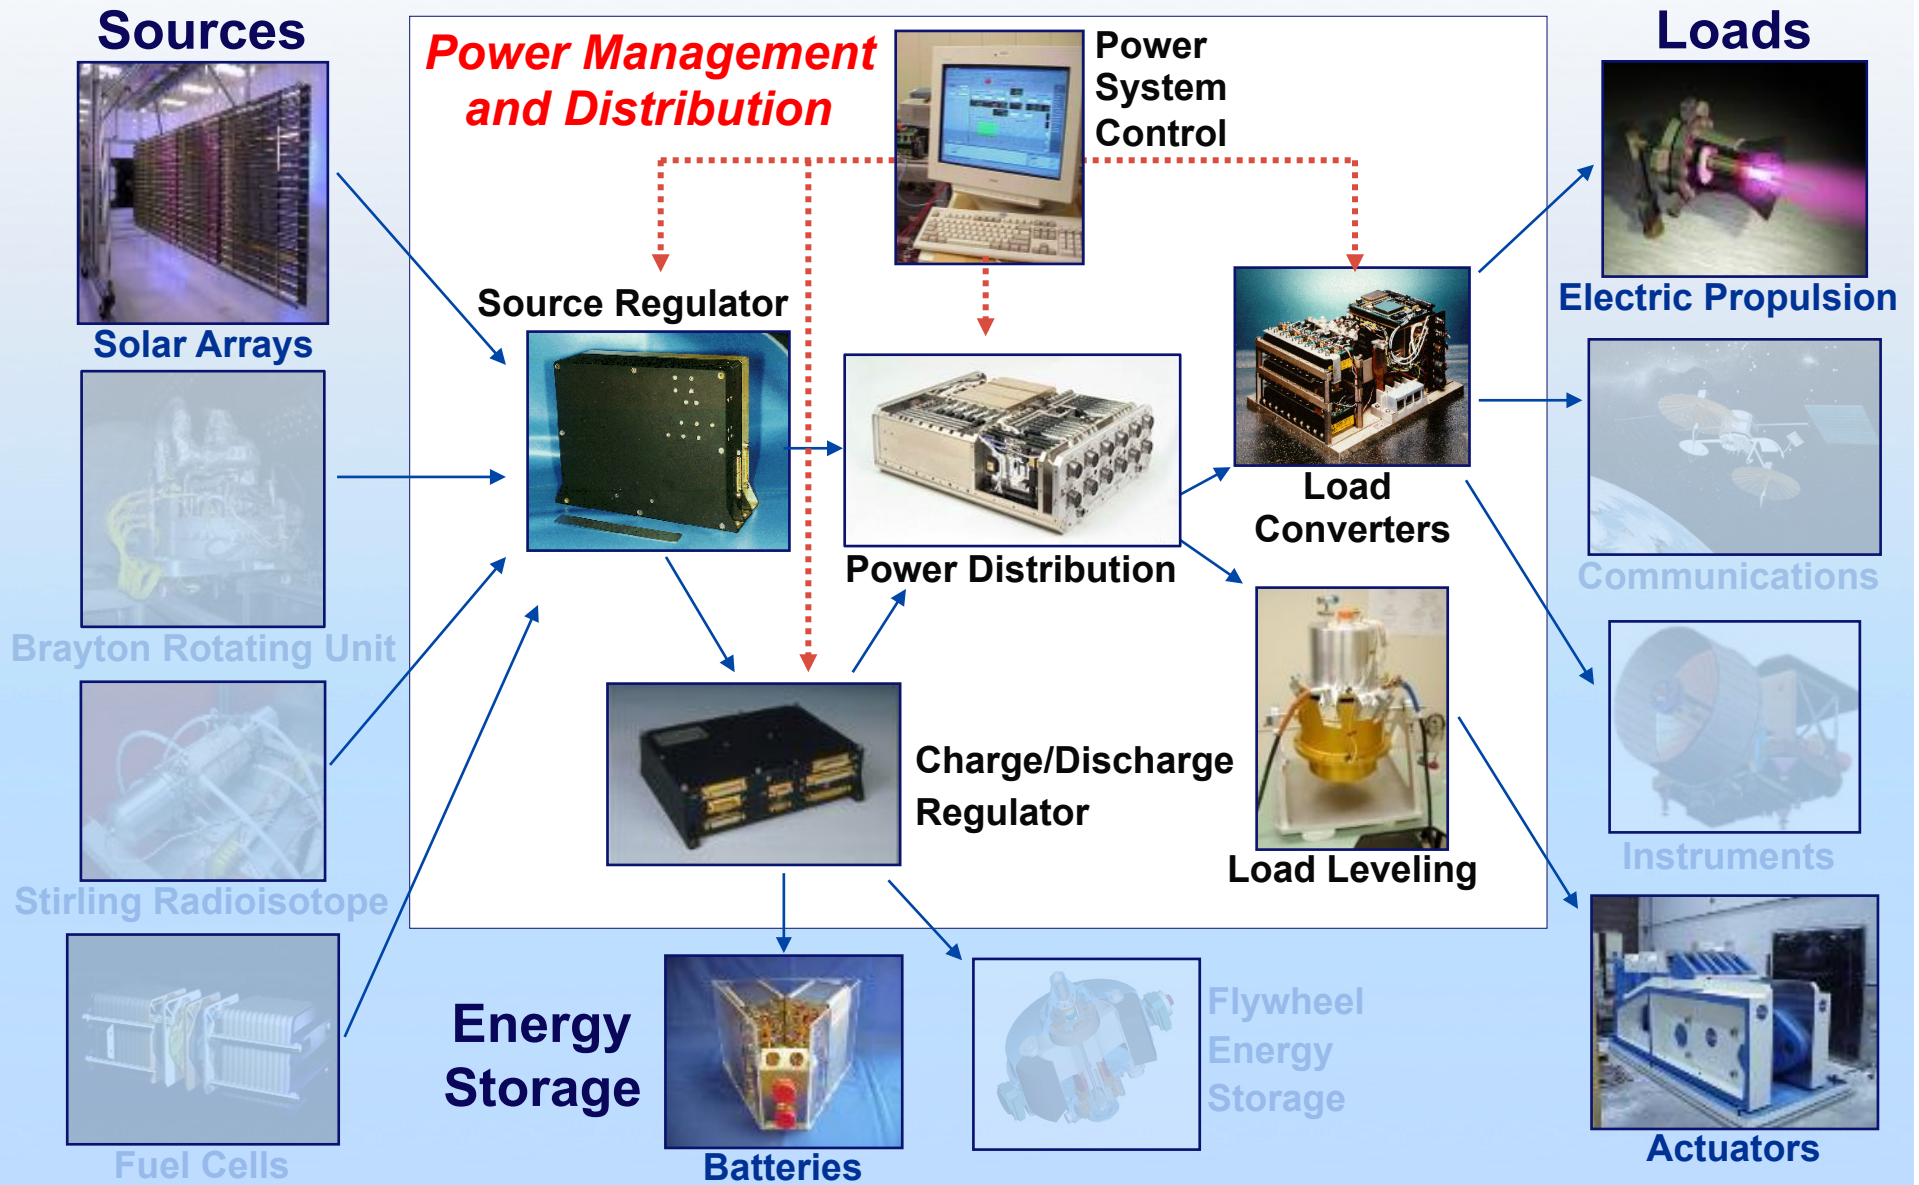 Sources
Solar Arrays
Brayton Rotating Unit
Stirling Radioisotope
Fuel Cells
Power Management
and Distribution
Power
System
Control
Source Regulator
Power Distribution
Load
Converters
Charge/Discharge
Regulator
Load Leveling
Energy
Storage
Batteries
Flywheel
Energy
Storage
Loads
Electric Propulsion
Communications
Instruments
Actuators